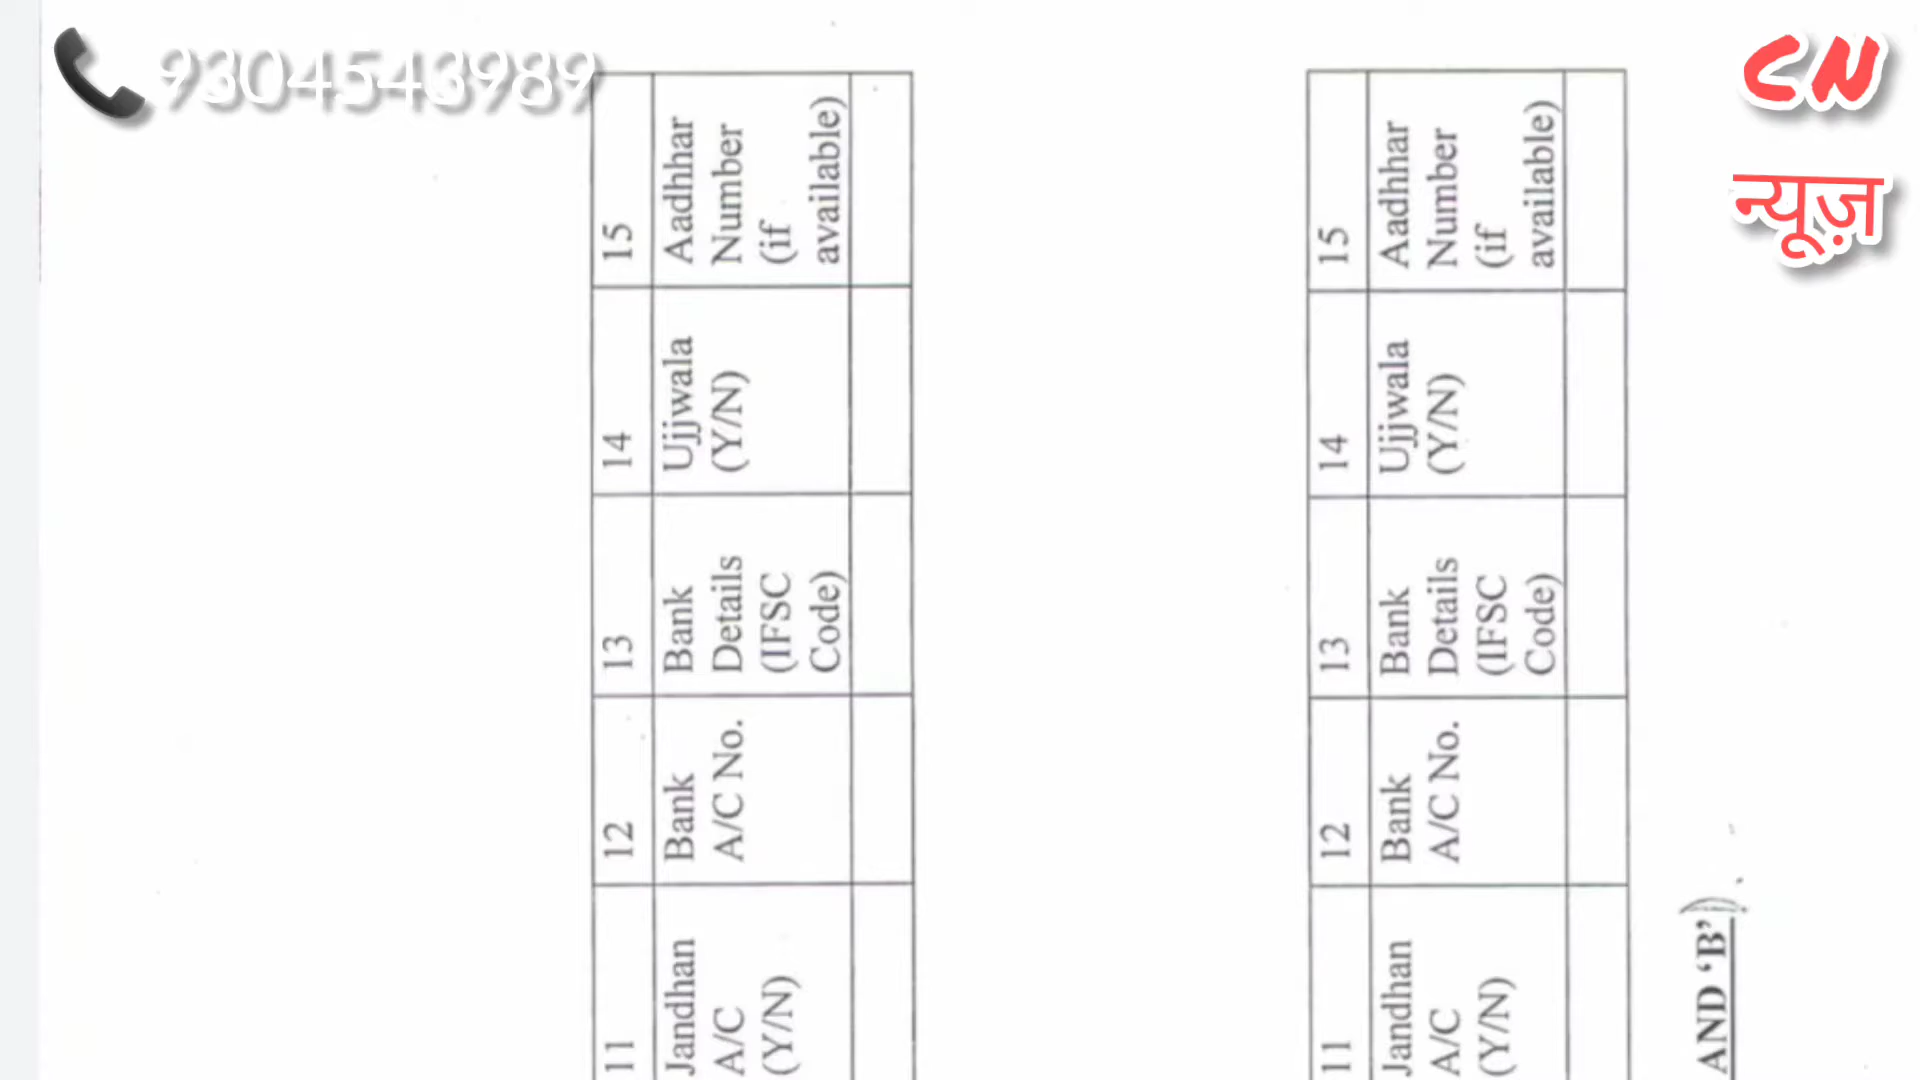 9304543989
CN
न्यूज़
11
12
13
14
15
Jandhan
A/C
(Y/N)
Bank
A/C No.
Bank
Details
(IFSC
Code)
Ujjwala
(Y/N)
Aadhhar
Number
(if
available)
11
12
13
14
15
Jandhan
A/C
(Y/N)
Bank
A/C No.
Bank
Details
(IFSC
Code)
Ujjwala
(Y/N)
Aadhhar
Number
(if
available)
AND ‘B’)